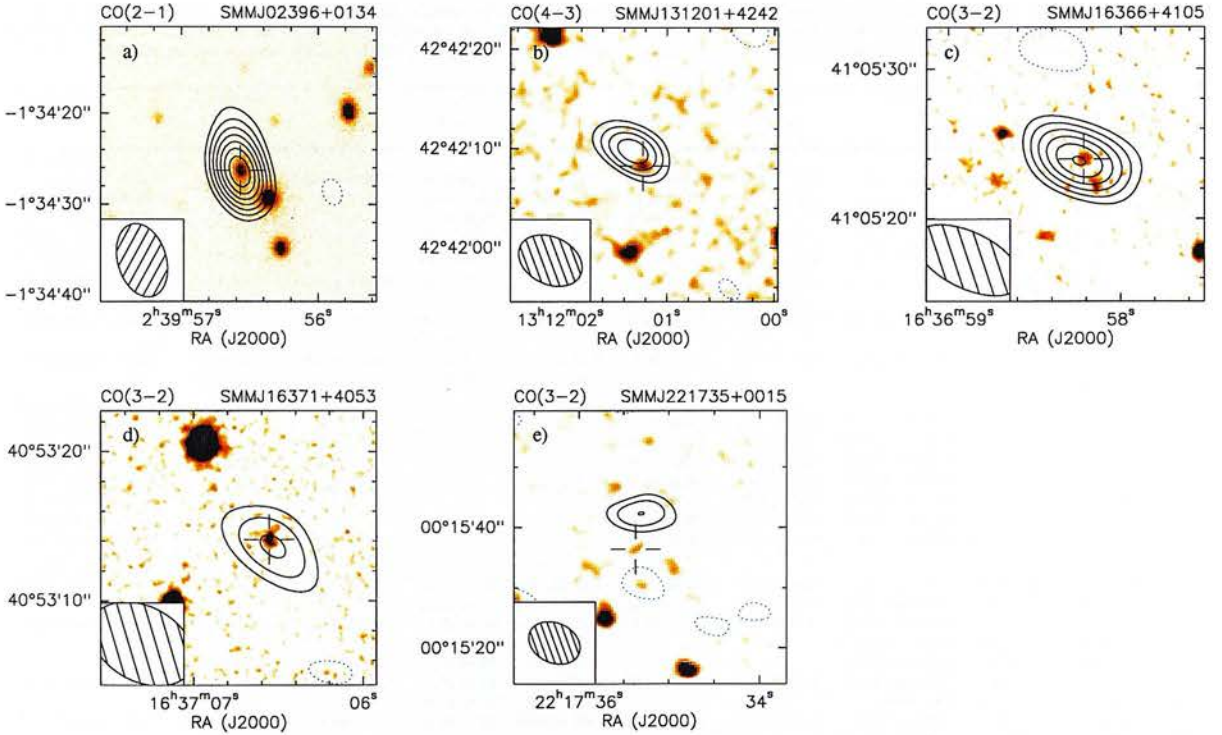 CO(2-1) SMMJ02396+0134
a)
-1°34'20"
-1°34'30"
-1°34'40"
2ʰ39ᵐ57ˢ 56ˢ
RA (J2000)
CO(4-3) SMMJ131201+4242
b)
42°42'20"
42°42'10"
42°42'00"
13ʰ12ᵐ02ˢ 01ˢ 00ˢ
RA (J2000)
CO(3-2) SMMJ16366+4105
c)
41°05'30"
41°05'20"
16ʰ36ᵐ59ˢ 58ˢ
RA (J2000)
CO(3-2) SMMJ16371+4053
d)
40°53'20"
40°53'10"
16ʰ37ᵐ07ˢ 06ˢ
RA (J2000)
CO(3-2) SMMJ221735+0015
e)
00°15'40"
00°15'20"
22ʰ17ᵐ36ˢ 34ˢ
RA (J2000)